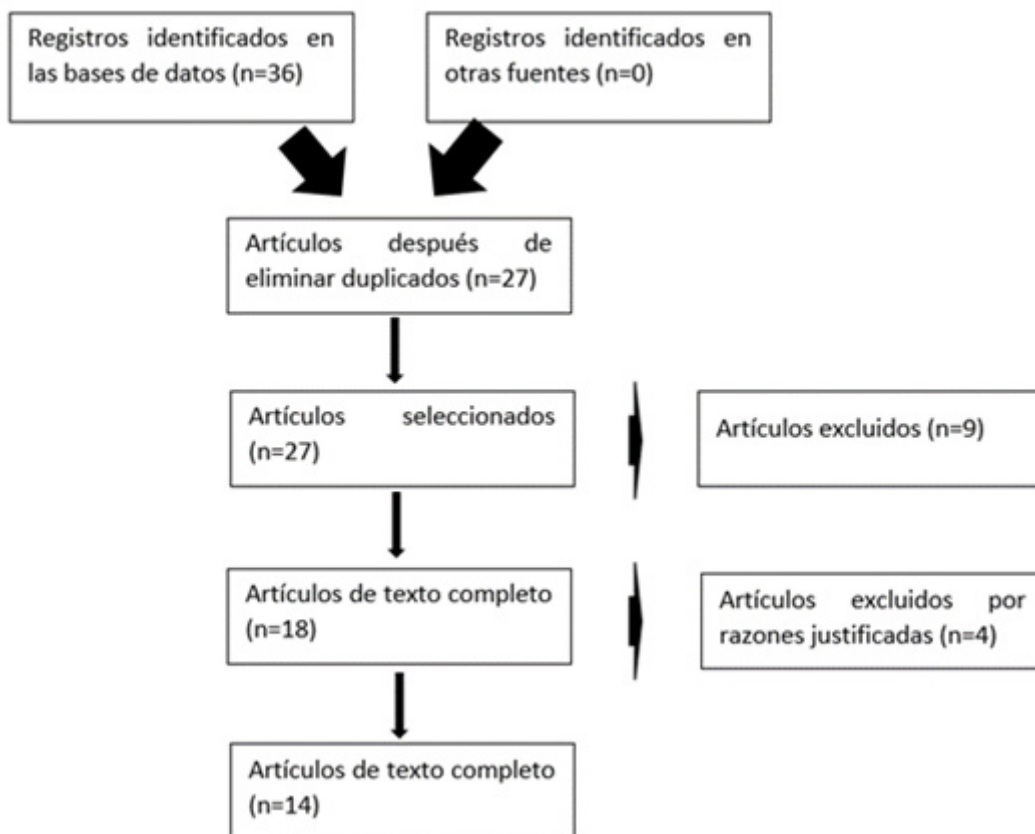 Registros identificados en
las bases de datos (n=36)
Registros identificados en
otras fuentes (n=0)
Artículos después de
eliminar duplicados (n=27)
Artículos seleccionados
(n=27)
Artículos excluidos (n=9)
Artículos de texto completo
(n=18)
Artículos excluidos por
razones justificadas (n=4)
Artículos de texto completo
(n=14)